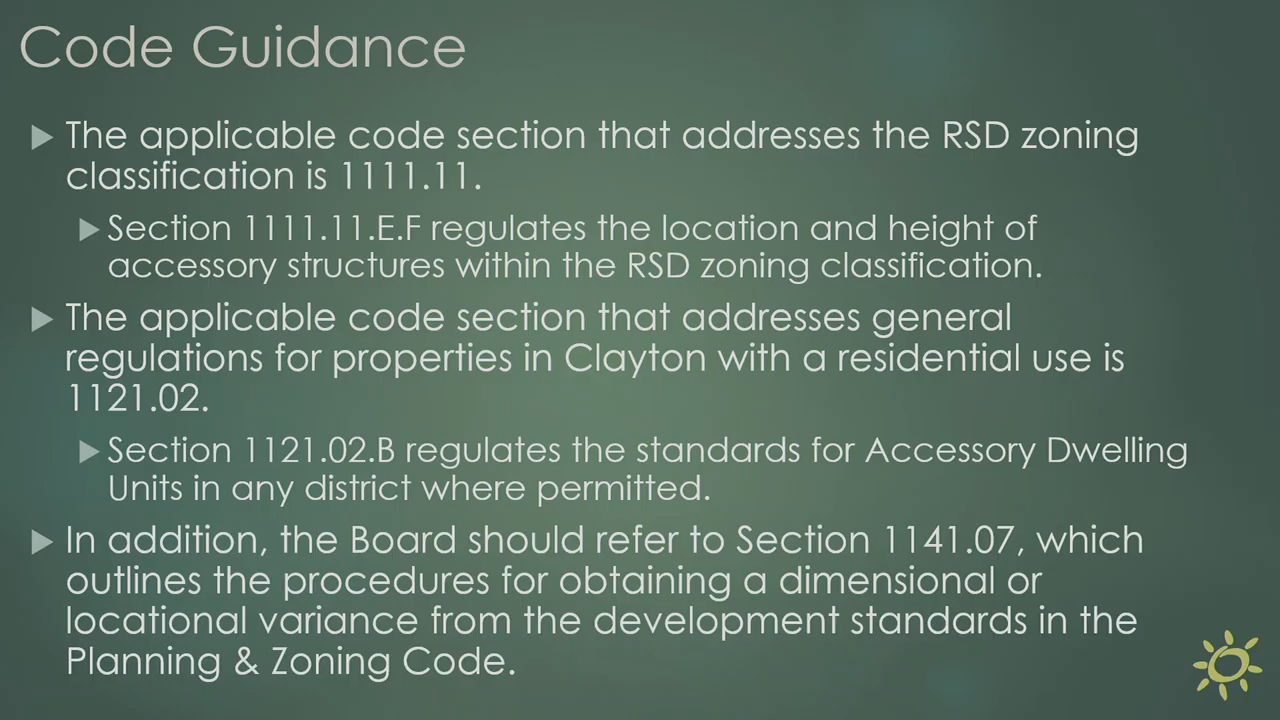 Code Guidance
The applicable code section that addresses the RSD zoning
classification is 1111.11.
Section 1111.11.E.F regulates the location and height of
accessory structures within the RSD zoning classification.
The applicable code section that addresses general
regulations for properties in Clayton with a residential use is
1121.02.
Section 1121.02.B regulates the standards for Accessory Dwelling
Units in any district where permitted.
In addition, the Board should refer to Section 1141.07, which
outlines the procedures for obtaining a dimensional or
locational variance from the development standards in the
Planning & Zoning Code.